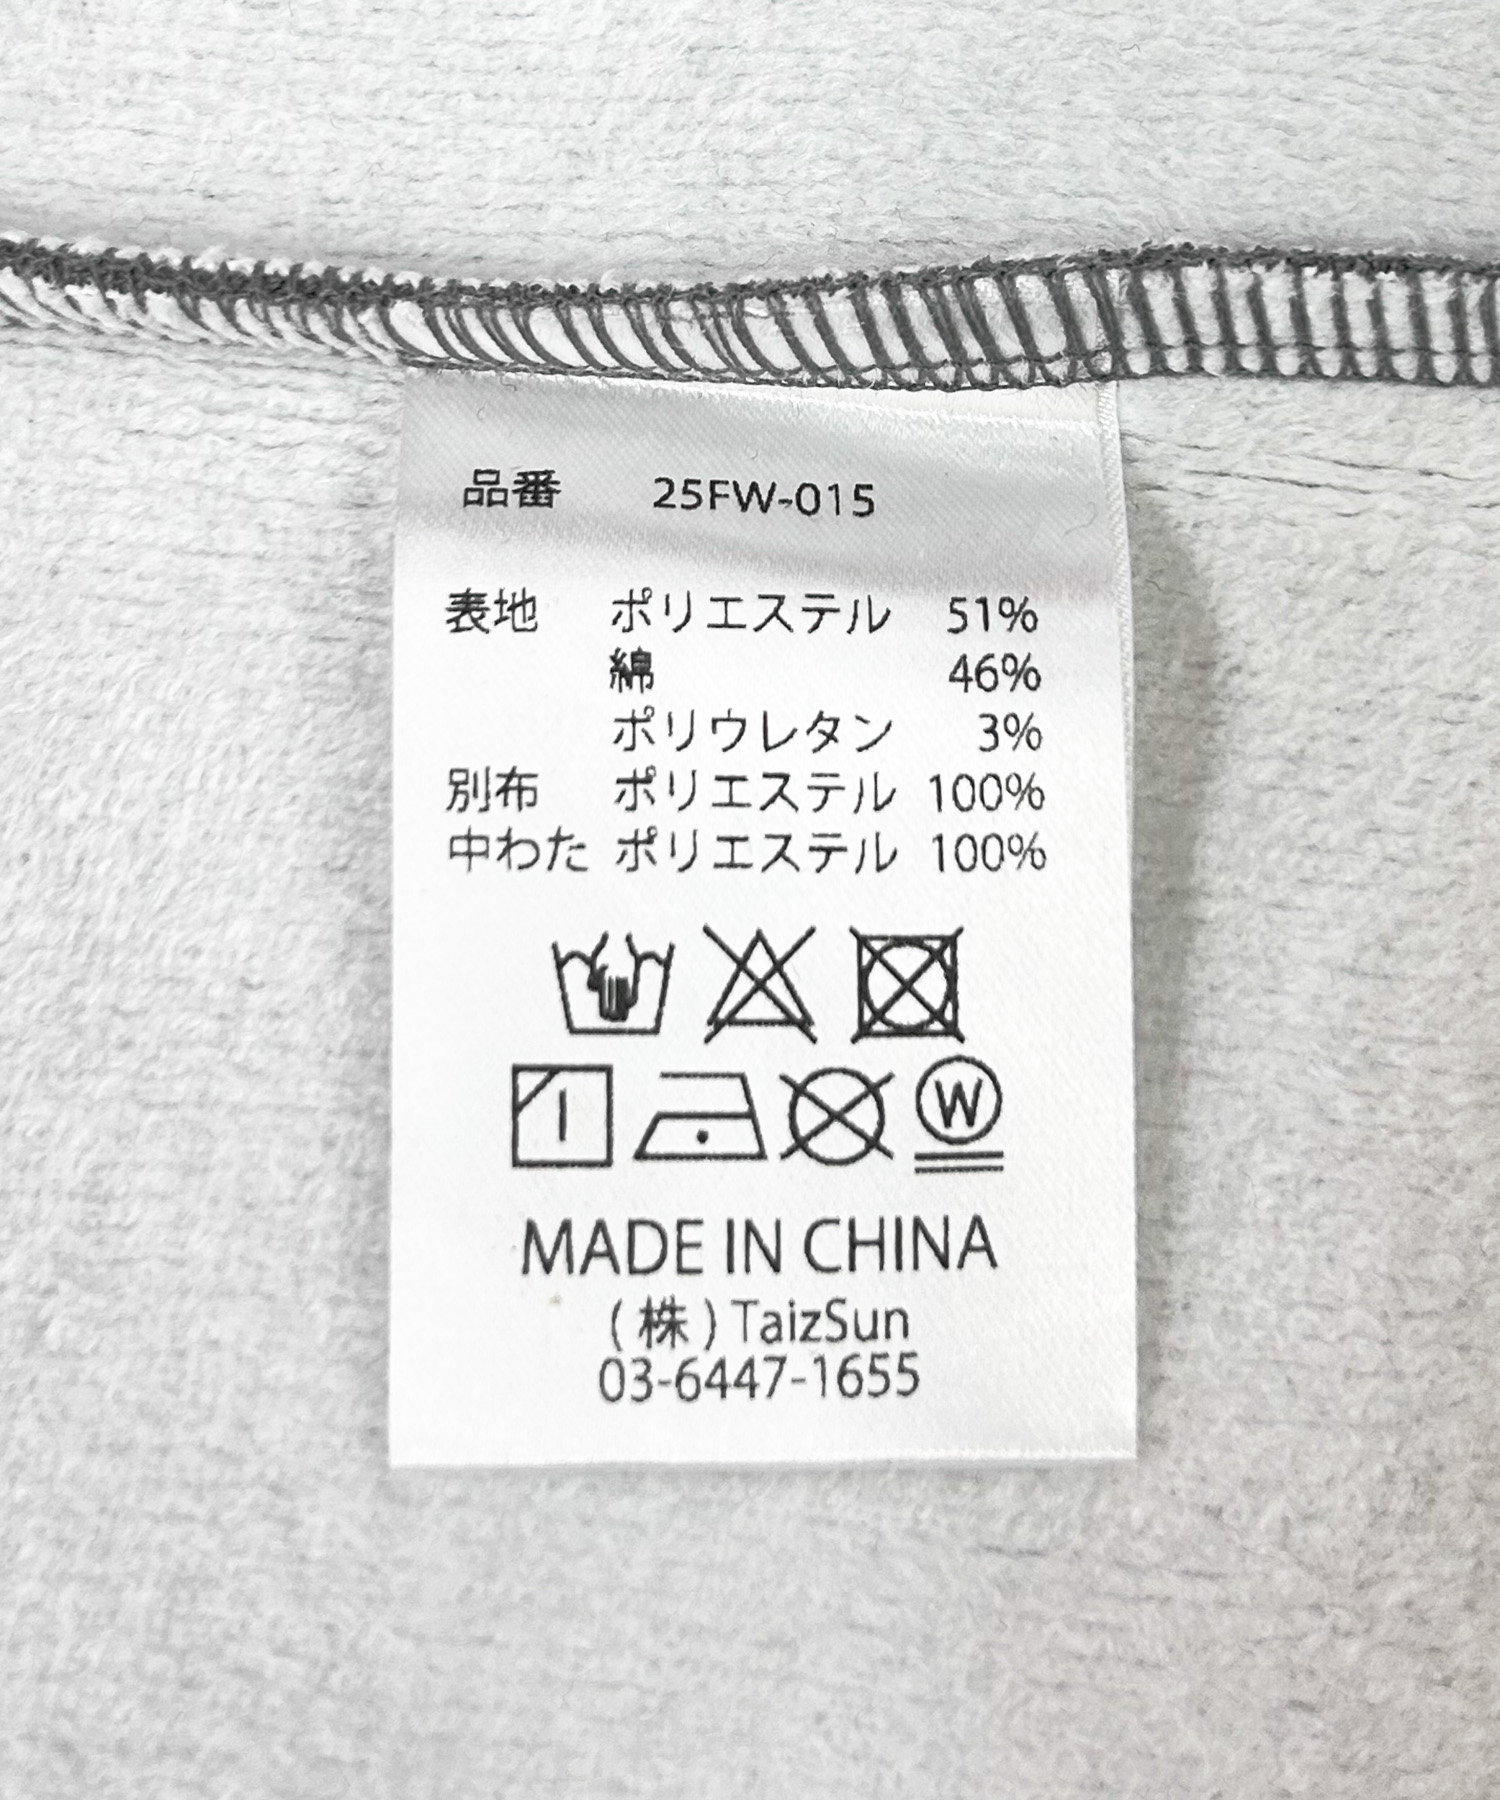 品番 25FW-015
表地 ポリエステル 51%
綿 46%
ポリウレタン 3%
別布 ポリエステル 100%
中わた ポリエステル 100%
W
MADE IN CHINA
(株) TaizSun
03-6447-1655